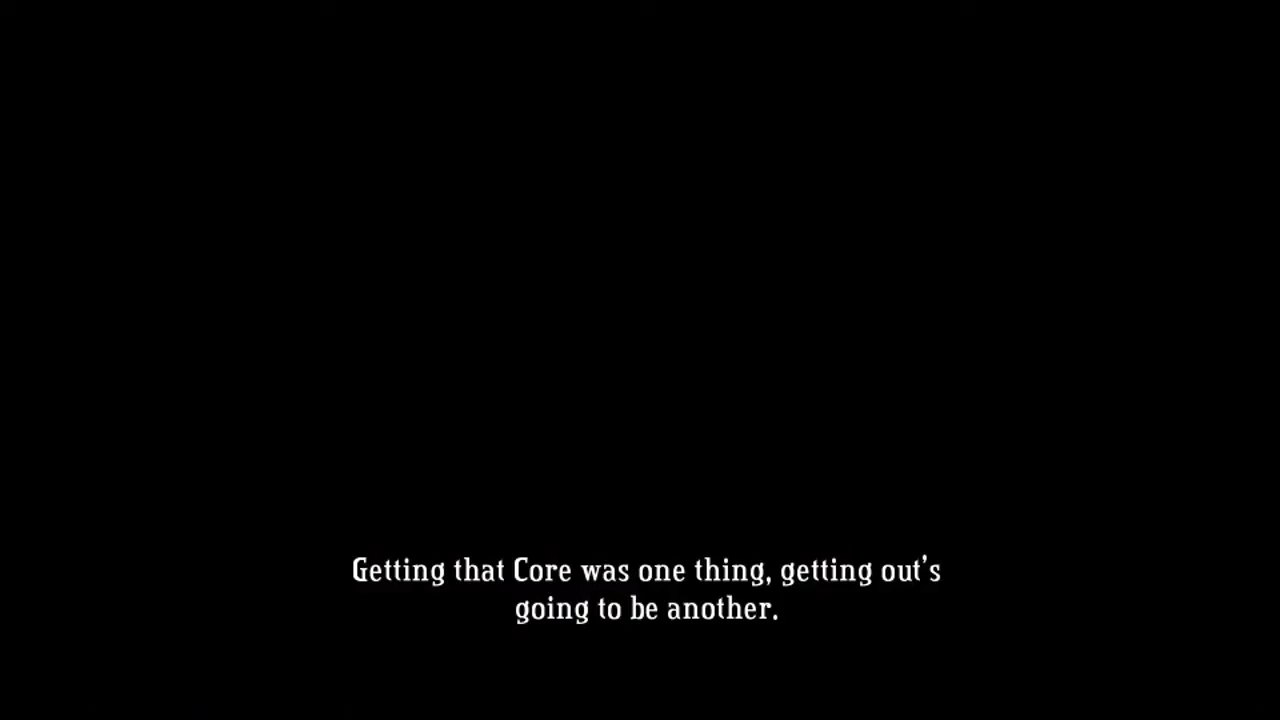 Getting that Core was one thing, getting out's
going to be another.